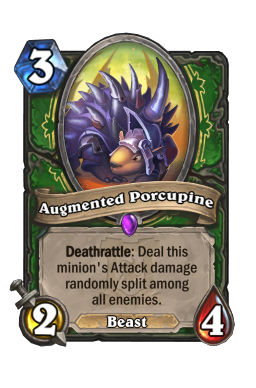 3
Augmented Porcupine
Deathrattle: Deal this
minion's Attack damage
randomly split among
all enemies.
2
Beast
4